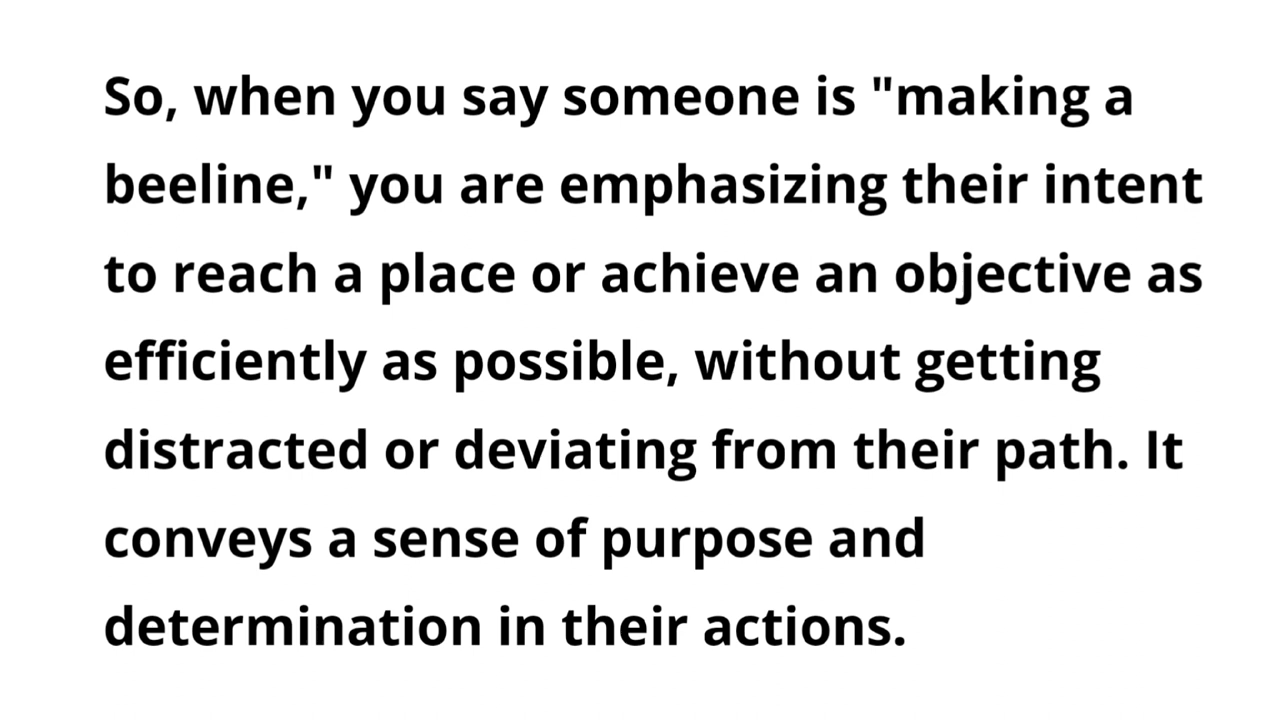 So, when you say someone is "making a
beeline," you are emphasizing their intent
to reach a place or achieve an objective as
efficiently as possible, without getting
distracted or deviating from their path. It
conveys a sense of purpose and
determination in their actions.